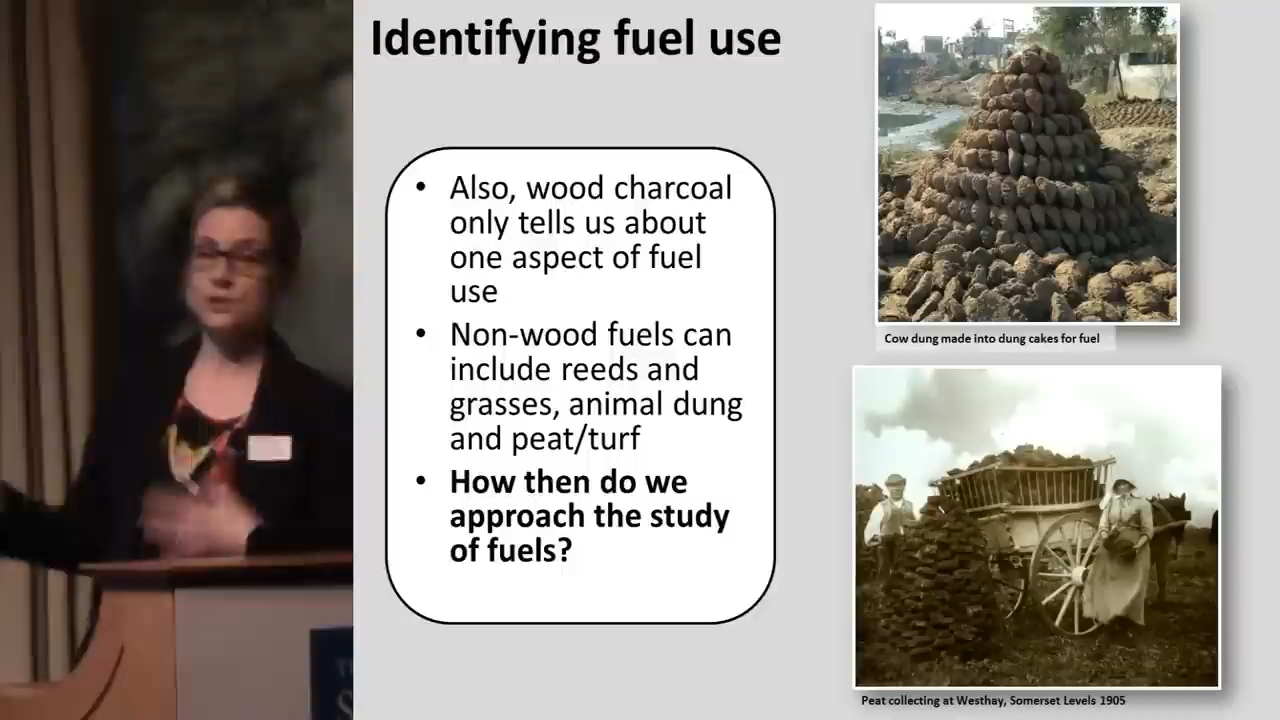 Identifying fuel use
• Also, wood charcoal
only tells us about
one aspect of fuel
use
• Non-wood fuels can
include reeds and
grasses, animal dung
and peat/turf
• How then do we
approach the study
of fuels?
Cow dung made into dung cakes for fuel
Peat collecting at Westhay, Somerset Levels 1905